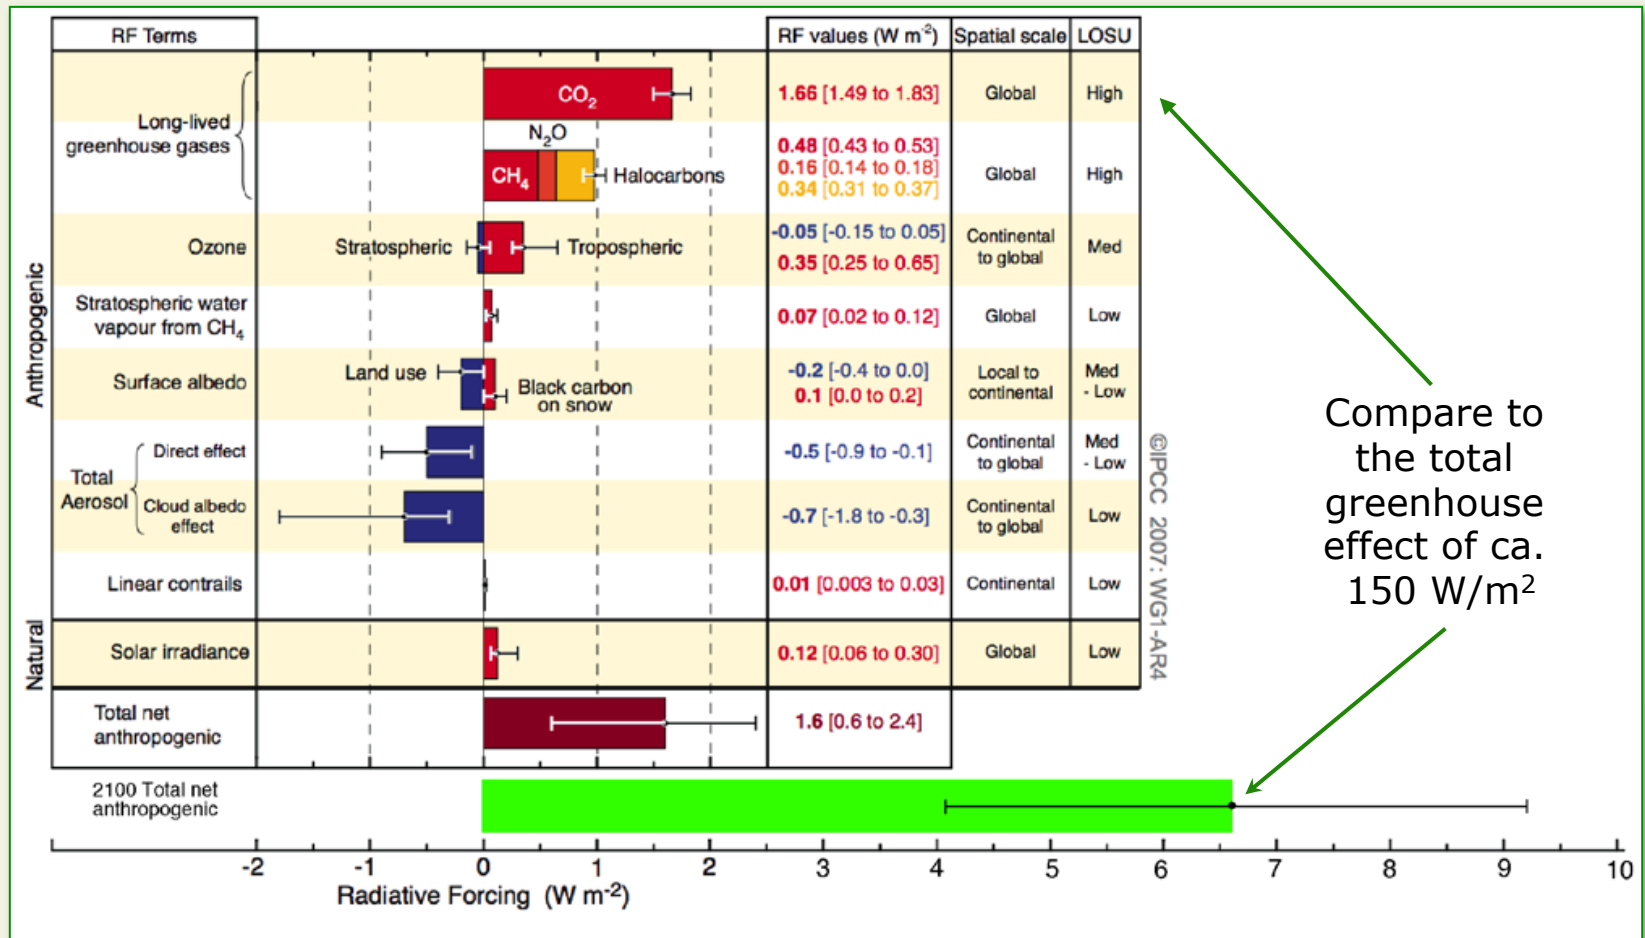 RF Terms
RF values (W m⁻²)
Spatial scale
LOSU
Anthropogenic
Long-lived
greenhouse gases
CO₂
1.66 [1.49 to 1.83]
Global
High
N₂O
CH₄
Halocarbons
0.48 [0.43 to 0.53]
0.16 [0.14 to 0.18]
0.34 [0.31 to 0.37]
Global
High
Ozone
Stratospheric
Tropospheric
-0.05 [-0.15 to 0.05]
0.35 [0.25 to 0.65]
Continental
to global
Med
Stratospheric water
vapour from CH₄
0.07 [0.02 to 0.12]
Global
Low
Surface albedo
Land use
Black carbon
on snow
-0.2 [-0.4 to 0.0]
0.1 [0.0 to 0.2]
Local to
continental
Med
- Low
Total
Aerosol
Direct effect
-0.5 [-0.9 to -0.1]
Continental
to global
Med
- Low
Cloud albedo
effect
-0.7 [-1.8 to -0.3]
Continental
to global
Low
Linear contrails
0.01 [0.003 to 0.03]
Continental
Low
Natural
Solar irradiance
0.12 [0.06 to 0.30]
Global
Low
Total net
anthropogenic
1.6 [0.6 to 2.4]
2100 Total net
anthropogenic
-2 -1 0 1 2 3 4 5 6 7 8 9 10
Radiative Forcing (W m⁻²)
©IPCC 2007: WG1-AR4
Compare to
the total
greenhouse
effect of ca.
150 W/m²